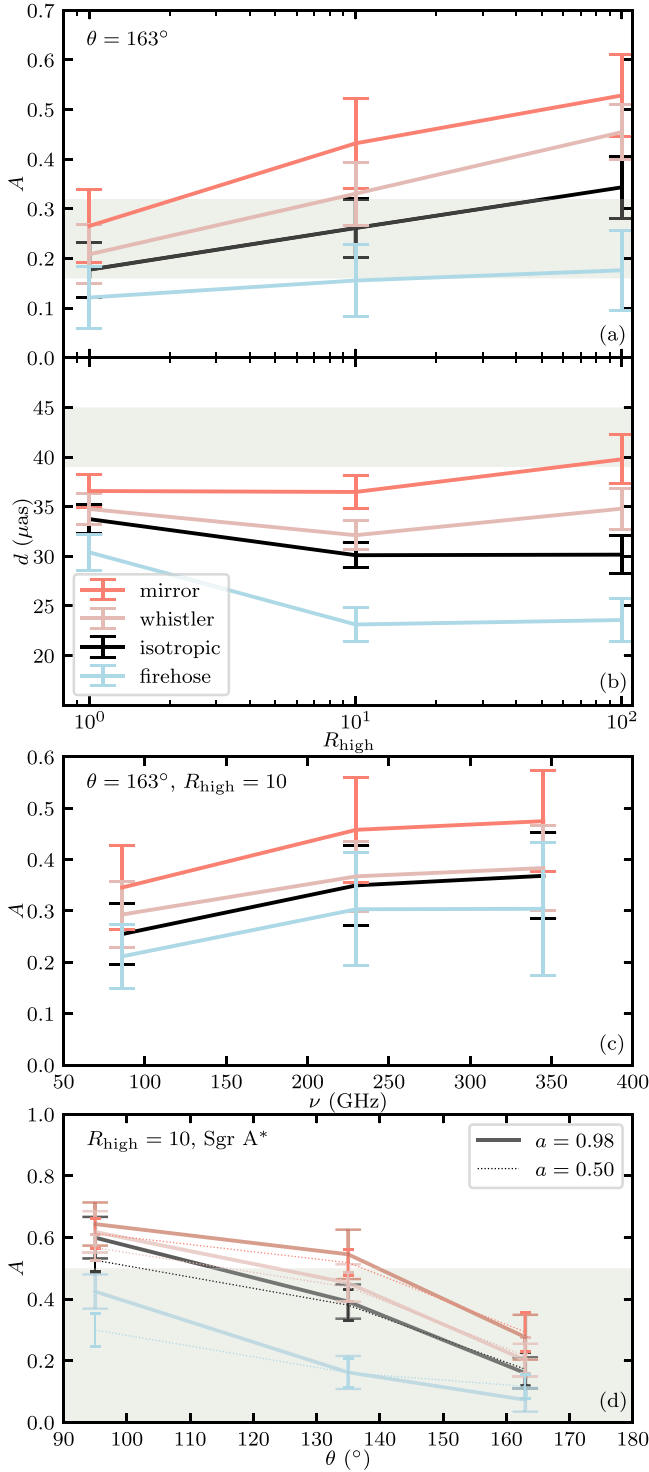 0.7
θ = 163°
0.6
0.5
0.4
A
0.3
0.2
0.1
(a)
0.0
45
40
35
d (μas)
30
mirror
25
whistler
isotropic
20
firehose
(b)
10⁰
10¹
10²
R_high
0.6
θ = 163°, R_high = 10
0.5
0.4
A
0.3
0.2
0.1
(c)
0.0
50
100
150
200
250
300
350
400
ν (GHz)
1.0
R_high = 10, Sgr A*
a = 0.98
a = 0.50
0.8
0.6
A
0.4
0.2
(d)
0.0
90
100
110
120
130
140
150
160
170
180
θ (°)